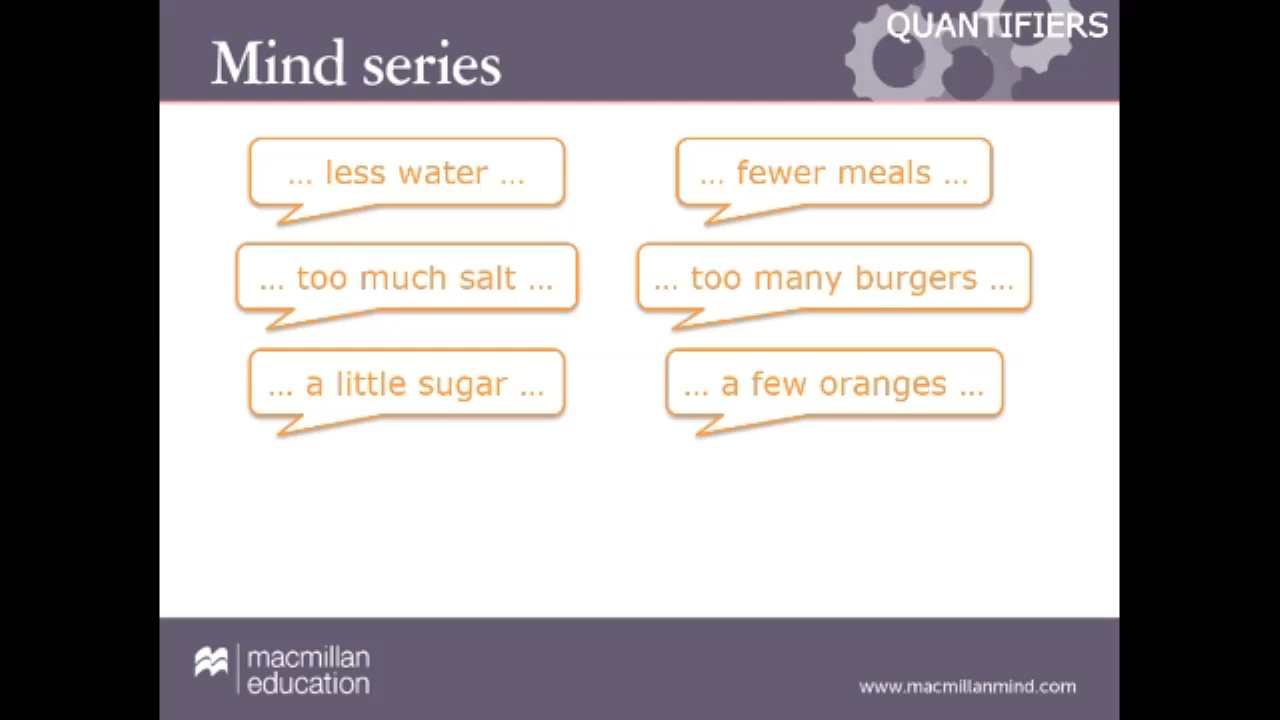 QUANTIFIERS
Mind series
... less water ...
... fewer meals ...
... too much salt ...
... too many burgers ...
... a little sugar ...
... a few oranges ...
macmillan
education
www.macmillanmind.com